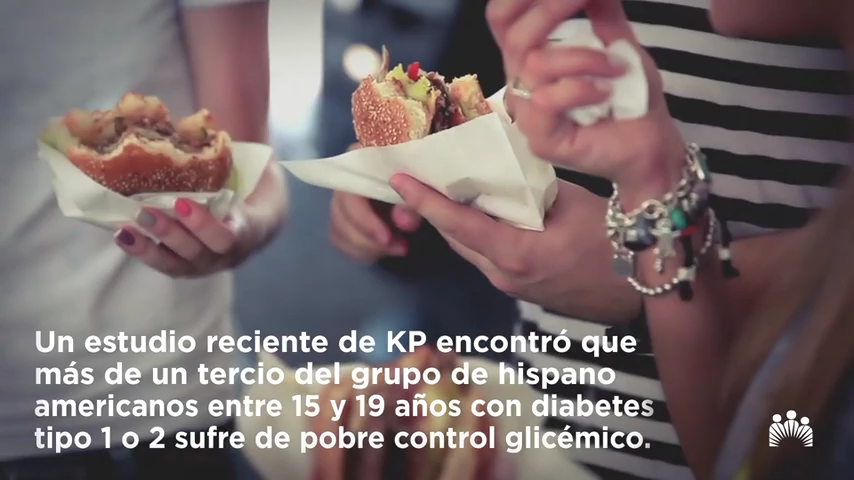 Un estudio reciente de KP encontró que
más de un tercio del grupo de hispano
americanos entre 15 y 19 años con diabetes
tipo 1 o 2 sufre de pobre control glicémico.